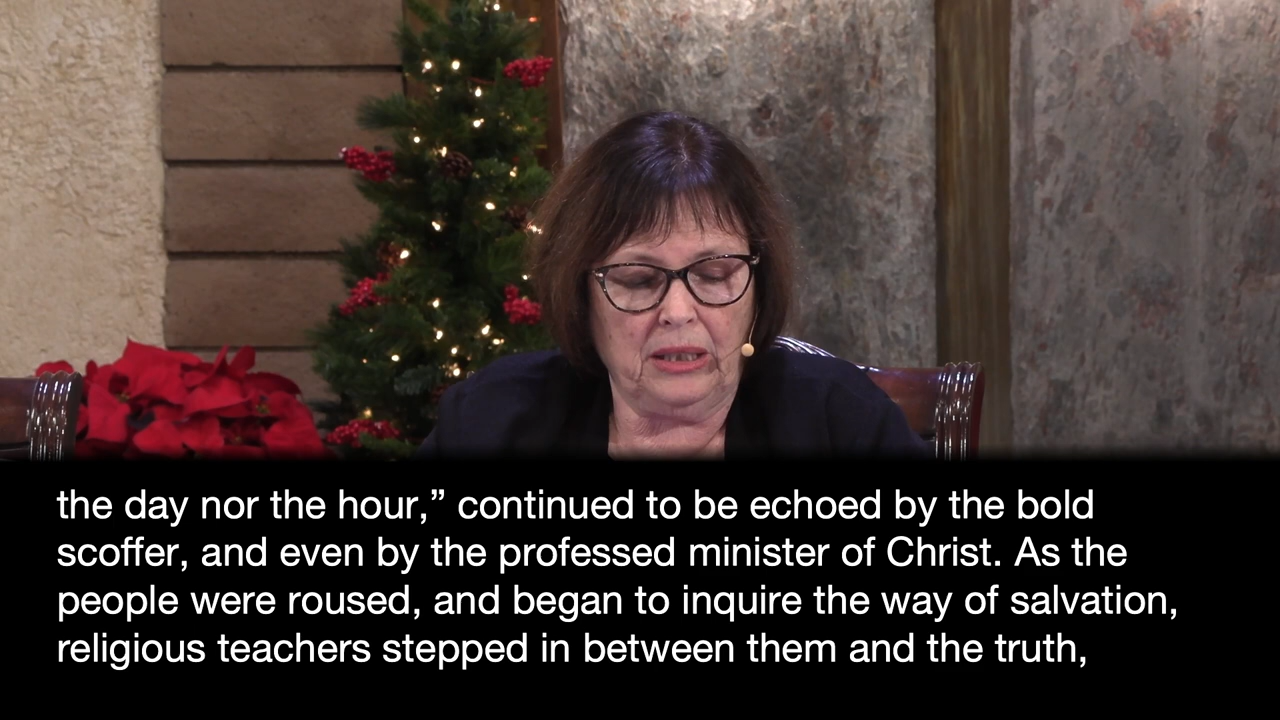 the day nor the hour,” continued to be echoed by the bold
scoffer, and even by the professed minister of Christ. As the
people were roused, and began to inquire the way of salvation,
religious teachers stepped in between them and the truth,